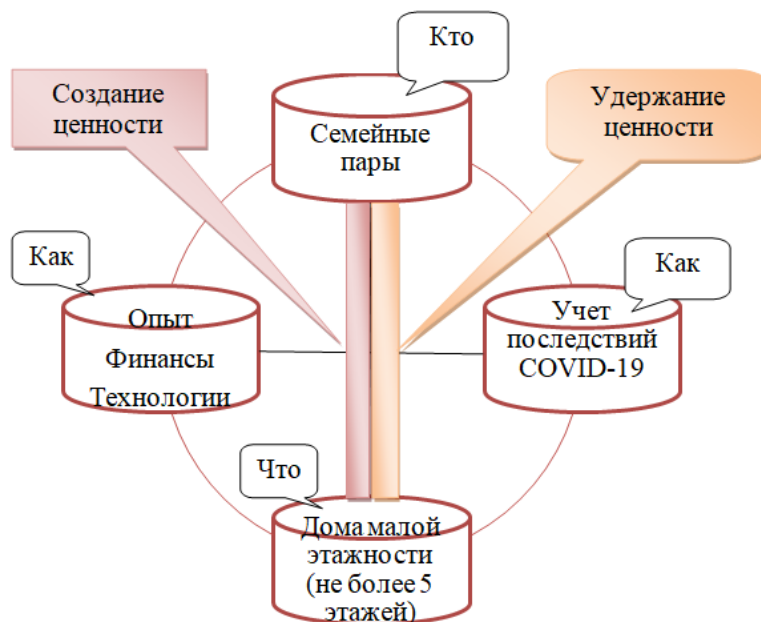 Кто
Создание
ценности
Удержание
ценности
Семейные
пары
Как
Как
Опыт
Финансы
Технологии
Учет
последствий
COVID-19
Что
Дома малой
этажности
(не более 5
этажей)